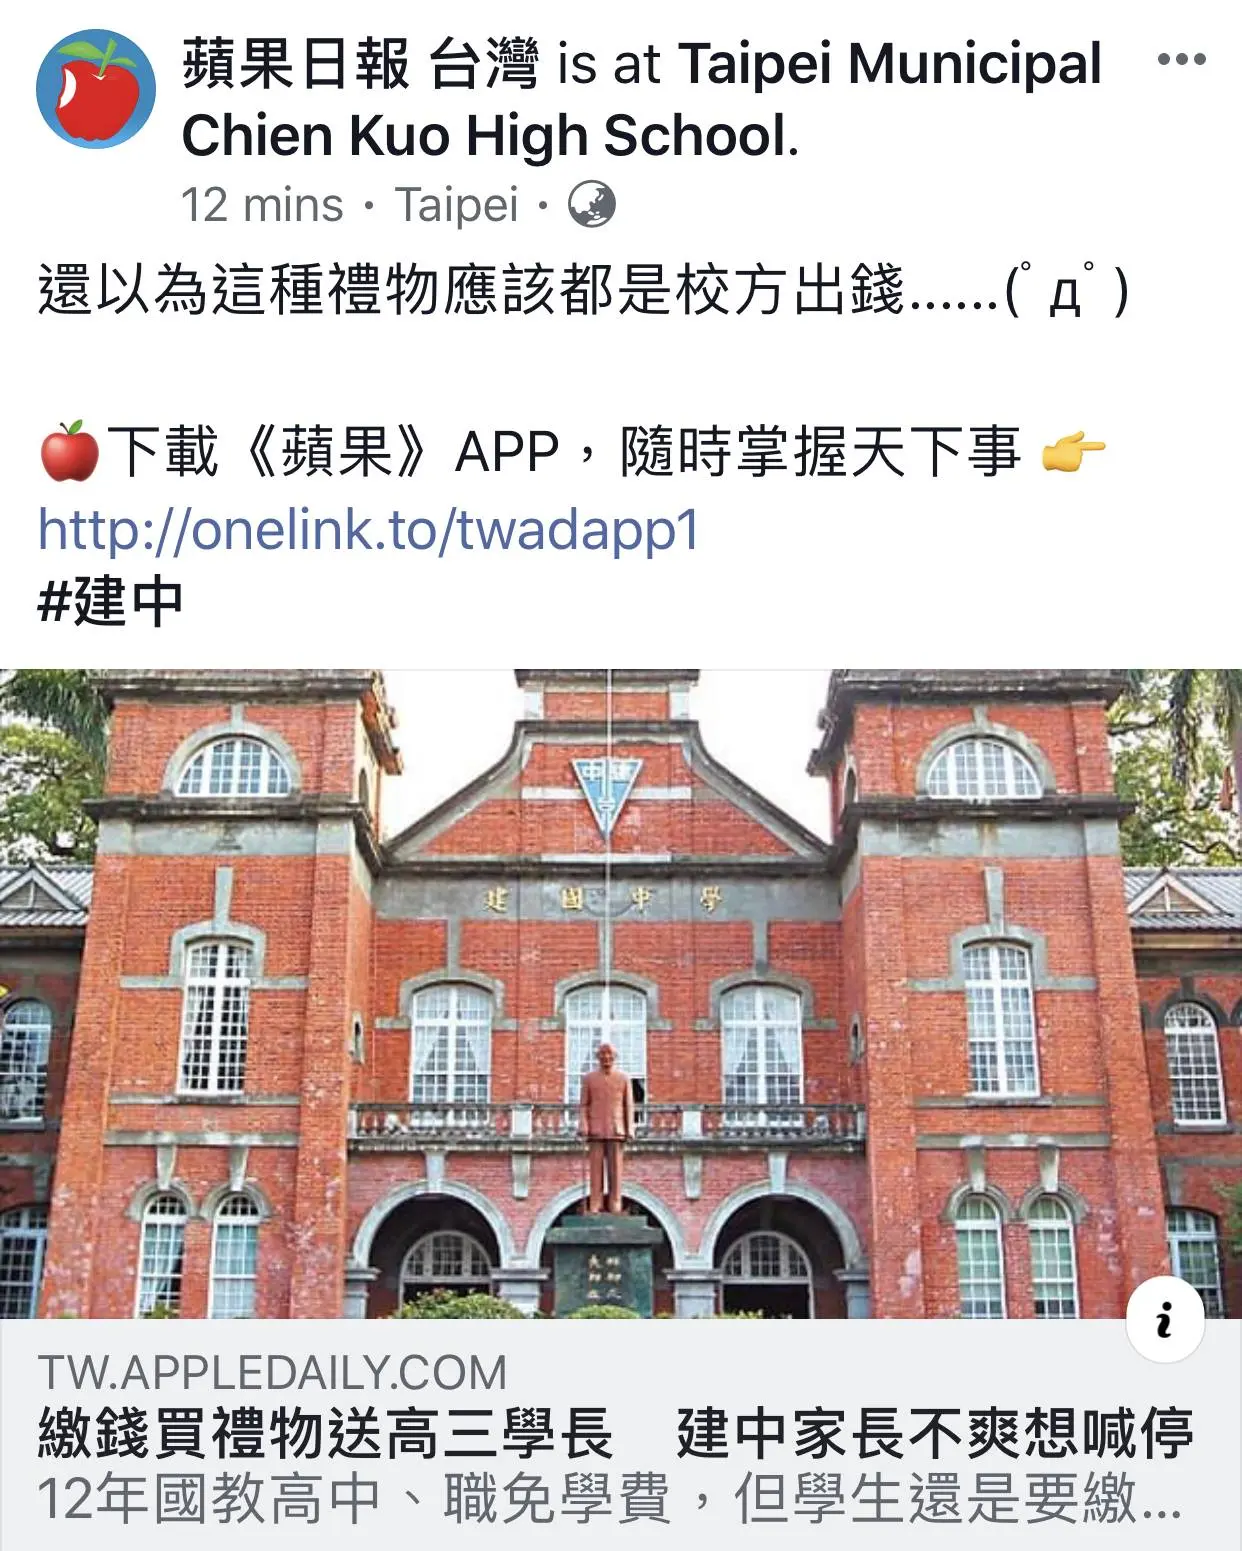 蘋果日報 台灣 is at Taipei Municipal
Chien Kuo High School.
12 mins · Taipei ·
還以為這種禮物應該都是校方出錢......(ﾟдﾟ)
🍎下載《蘋果》APP，隨時掌握天下事 👉
http://onelink.to/twadapp1
#建中
建國中學
TW.APPLEDAILY.COM
繳錢買禮物送高三學長　建中家長不爽想喊停
12年國教高中、職免學費，但學生還是要繳...